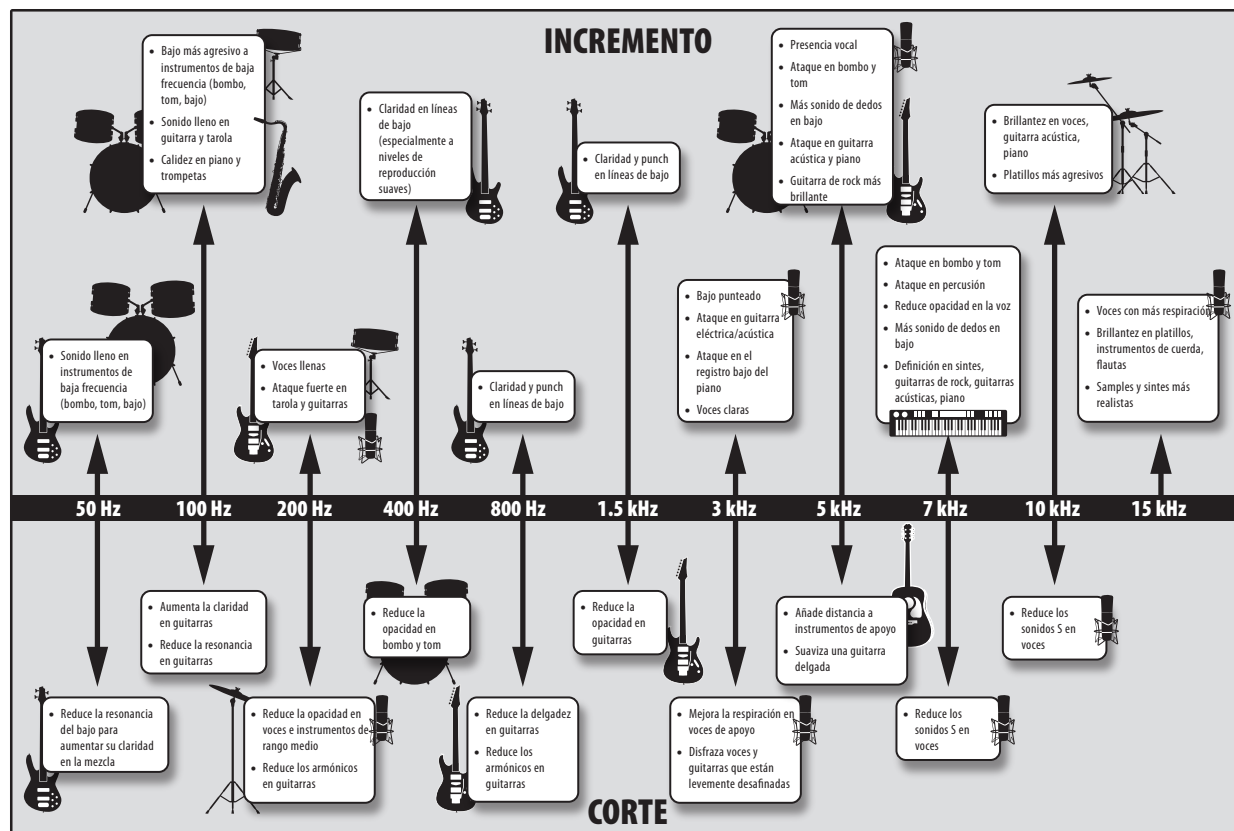 INCREMENTO
• Bajo más agresivo a
instrumentos de baja
frecuencia (bombo,
tom, bajo)
• Sonido lleno en
guitarra y tarola
• Calidez en piano y
trompetas
• Claridad en líneas
de bajo
(especialmente a
niveles de
reproducción
suaves)
• Claridad y punch
en líneas de bajo
• Presencia vocal
• Ataque en bombo y
tom
• Más sonido de dedos
en bajo
• Ataque en guitarra
acústica y piano
• Guitarra de rock más
brillante
• Brillantez en voces,
guitarra acústica,
piano
• Platillos más agresivos
• Sonido lleno en
instrumentos de
baja frecuencia
(bombo, tom, bajo)
• Voces llenas
• Ataque fuerte en
tarola y guitarras
• Claridad y punch
en líneas de bajo
• Bajo punteado
• Ataque en guitarra
eléctrica/acústica
• Ataque en el
registro bajo del
piano
• Voces claras
• Ataque en bombo y tom
• Ataque en percusión
• Reduce opacidad en la voz
• Más sonido de dedos en
bajo
• Definición en sintes,
guitarras de rock, guitarras
acústicas, piano
• Voces con más respiración
• Brillantez en platillos,
instrumentos de cuerda,
flautas
• Samples y sintes más
realistas
50 Hz 100 Hz 200 Hz 400 Hz 800 Hz 1.5 kHz 3 kHz 5 kHz 7 kHz 10 kHz 15 kHz
• Aumenta la claridad
en guitarras
• Reduce la resonancia
en guitarras
• Reduce la
opacidad en
bombo y tom
• Reduce la
opacidad en
guitarras
• Añade distancia a
instrumentos de apoyo
• Suaviza una guitarra
delgada
• Reduce los
sonidos S en
voces
• Reduce la resonancia
del bajo para
aumentar su claridad
en la mezcla
• Reduce la opacidad en
voces e instrumentos de
rango medio
• Reduce los armónicos
en guitarras
• Reduce la delgadez
en guitarras
• Reduce los
armónicos en
guitarras
• Mejora la respiración en
voces de apoyo
• Disfraza voces y
guitarras que están
levemente desafinadas
• Reduce los
sonidos S en
voces
CORTE